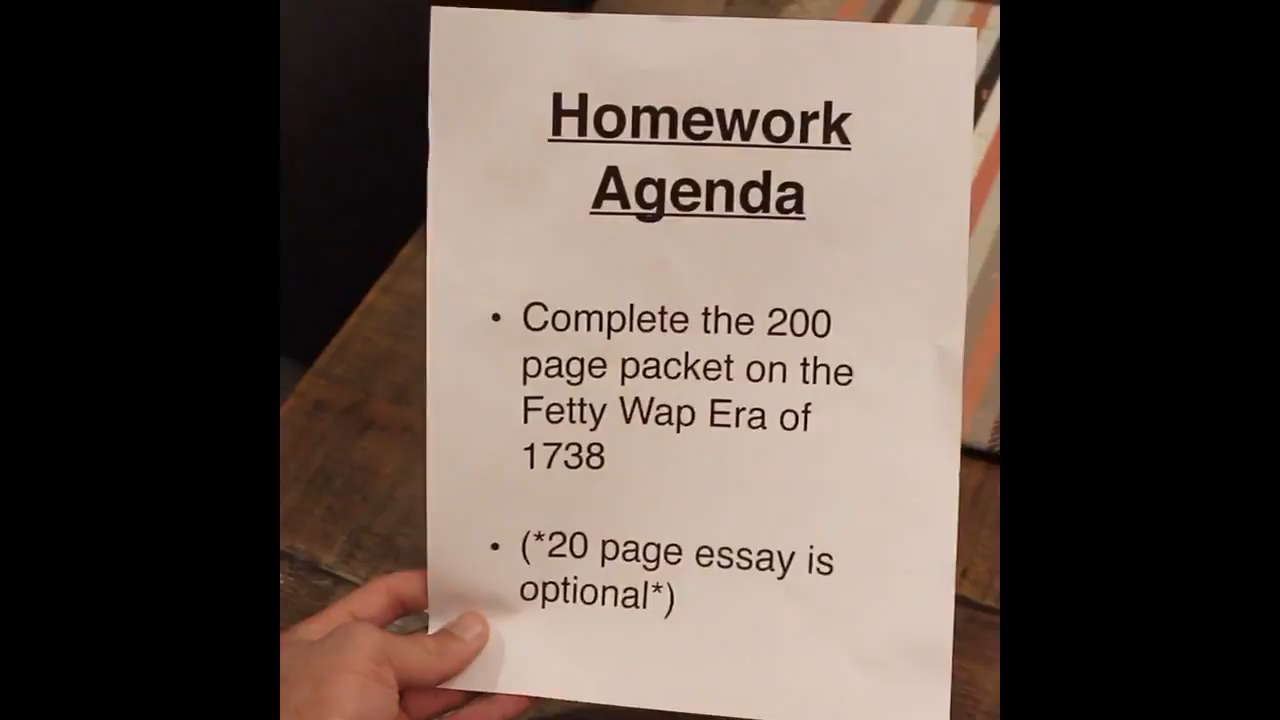 Homework
Agenda
• Complete the 200
page packet on the
Fetty Wap Era of
1738
• (*20 page essay is
optional*)